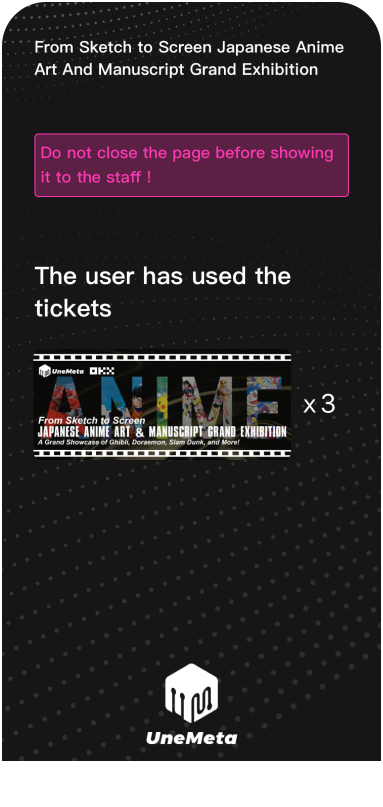 From Sketch to Screen Japanese Anime
Art And Manuscript Grand Exhibition
Do not close the page before showing
it to the staff !
The user has used the
tickets
UneMeta OKX
ANIME
From Sketch to Screen
JAPANESE ANIME ART & MANUSCRIPT GRAND EXHIBITION
A Grand Showcase of Ghibli, Doraemon, Slam Dunk, and More!
x 3
UneMeta